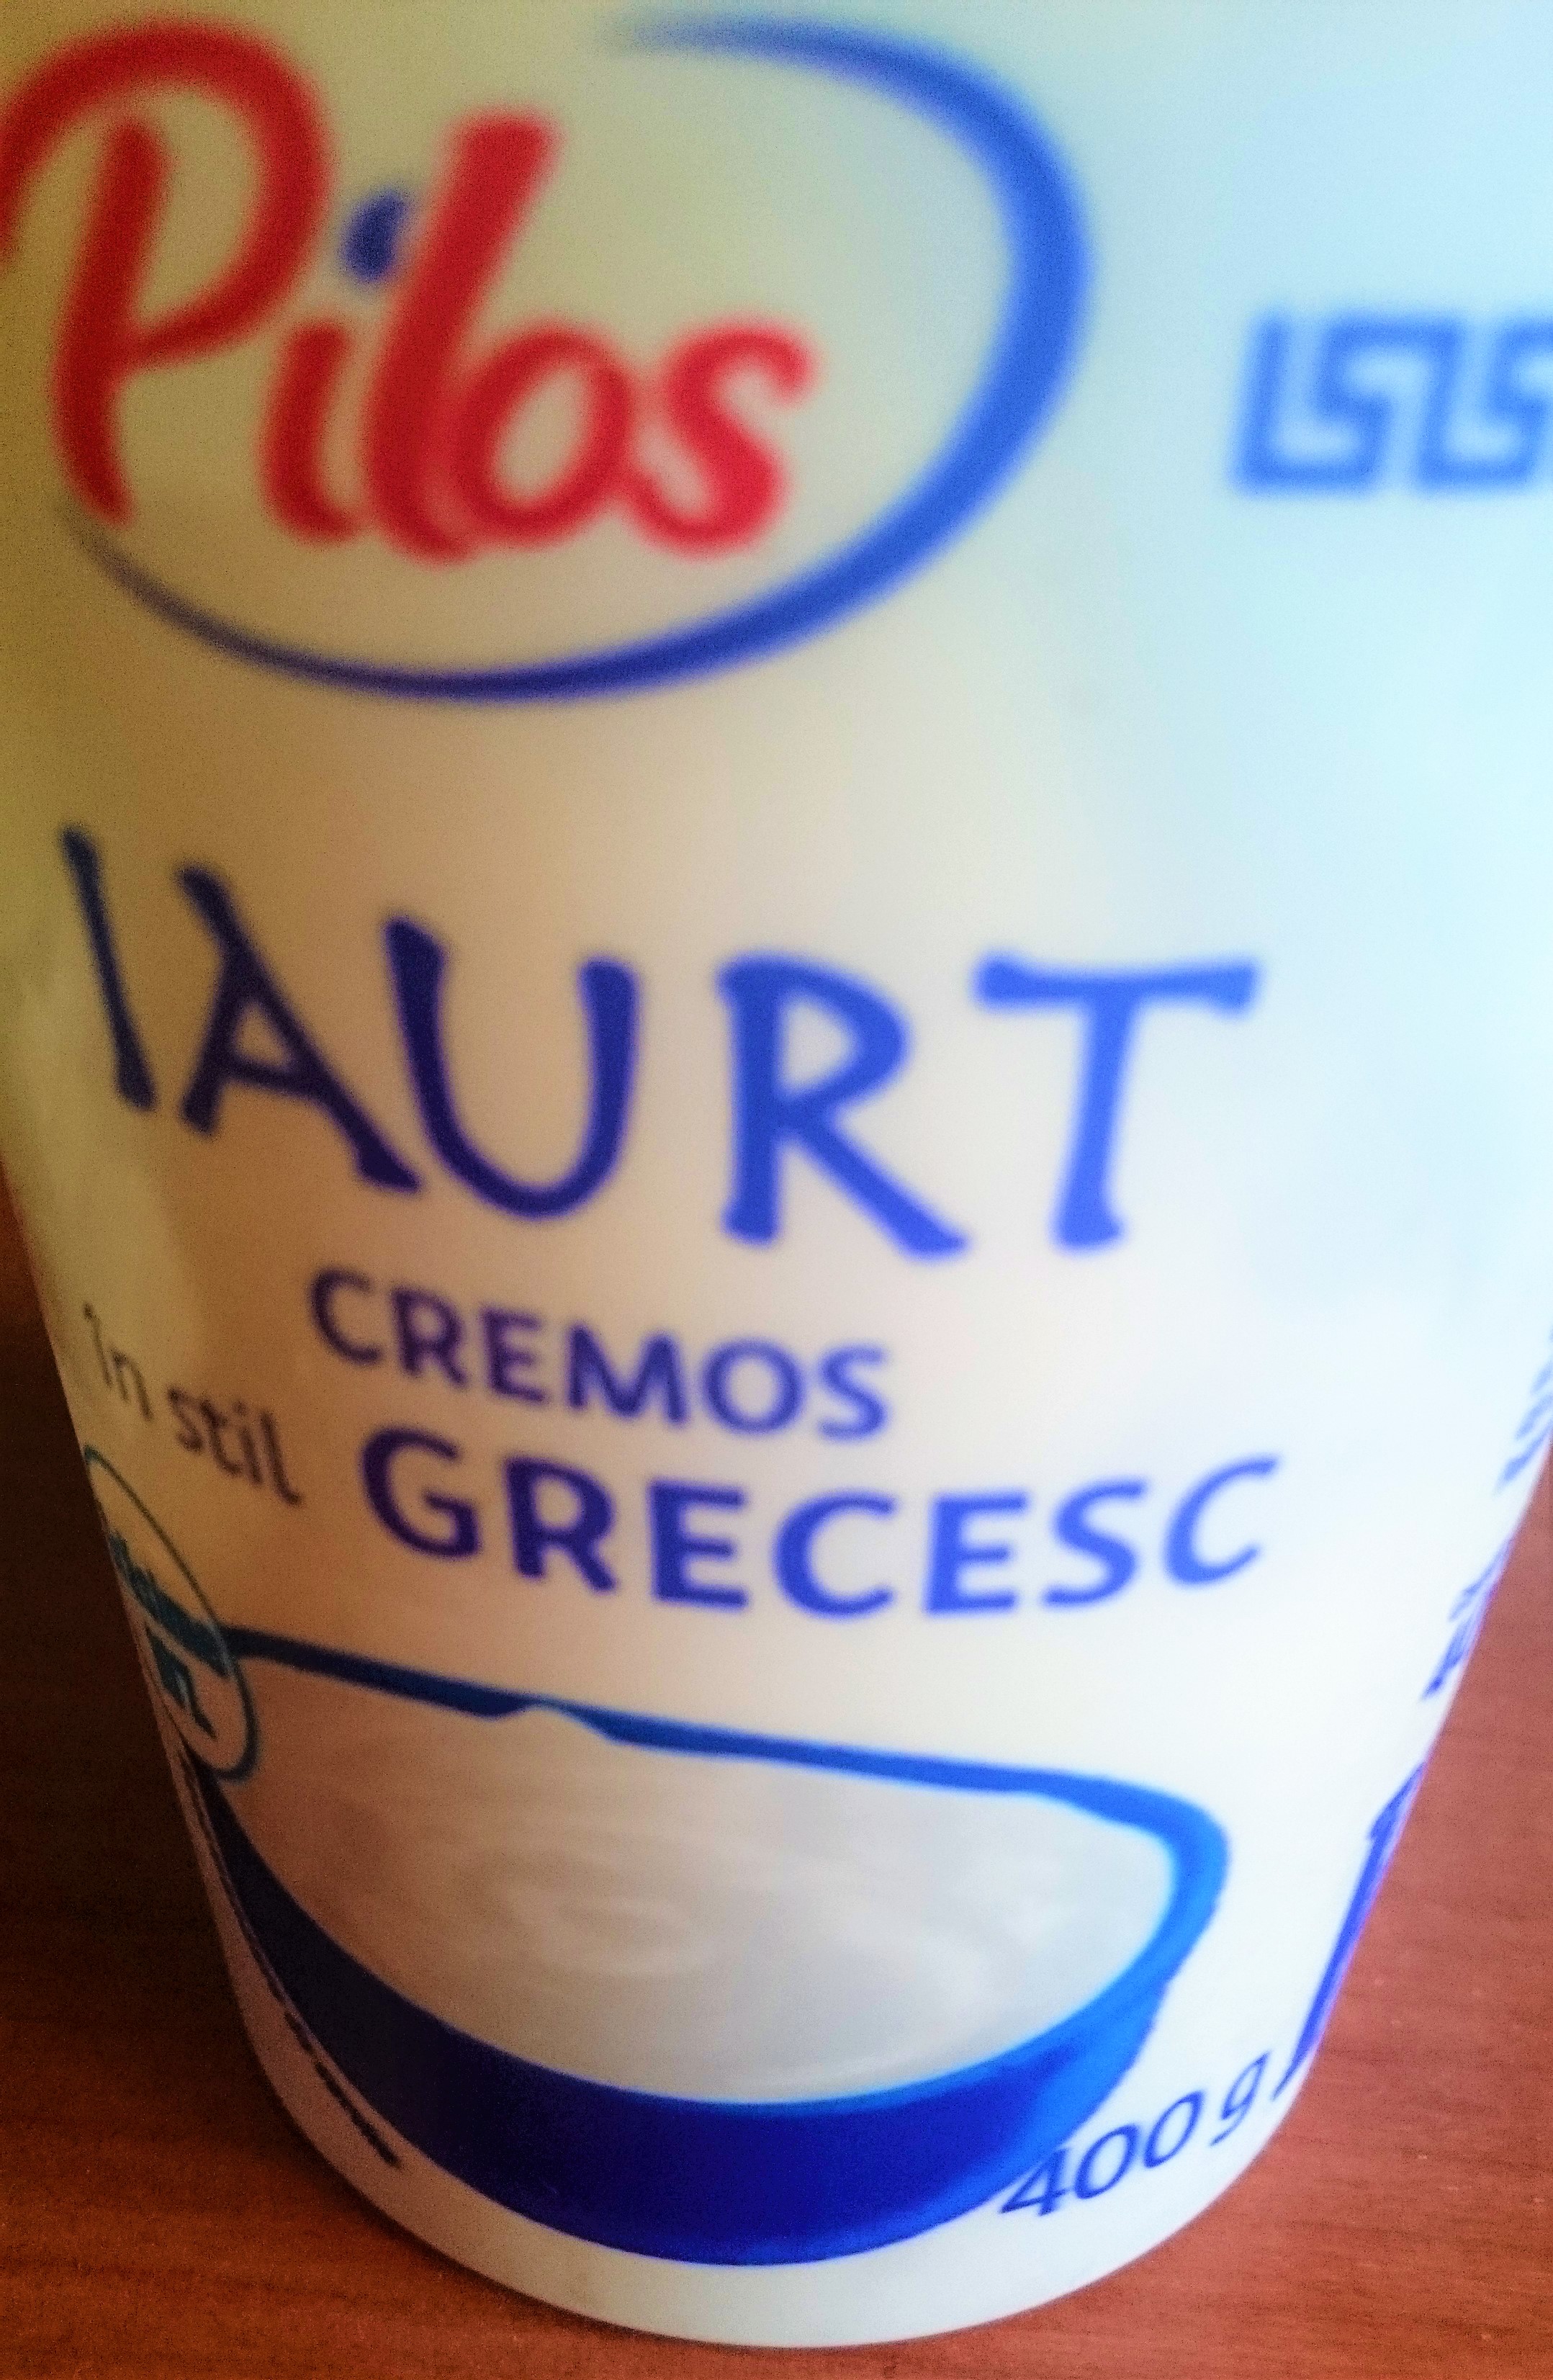 Pilos
IAURT
CREMOS
în stil GRECESC
400 g